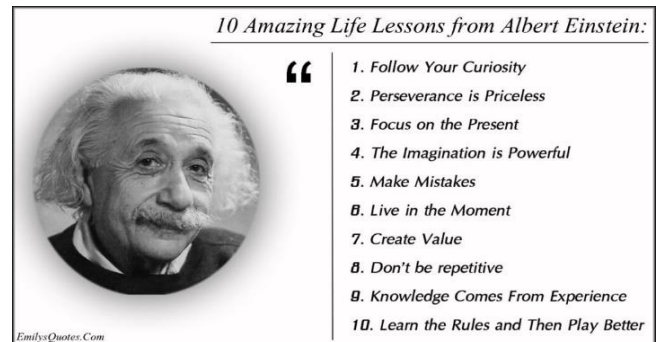 10 Amazing Life Lessons from Albert Einstein:
“
1. Follow Your Curiosity
2. Perseverance is Priceless
3. Focus on the Present
4. The Imagination is Powerful
5. Make Mistakes
6. Live in the Moment
7. Create Value
8. Don't be repetitive
9. Knowledge Comes From Experience
10. Learn the Rules and Then Play Better
EmilysQuotes.Com